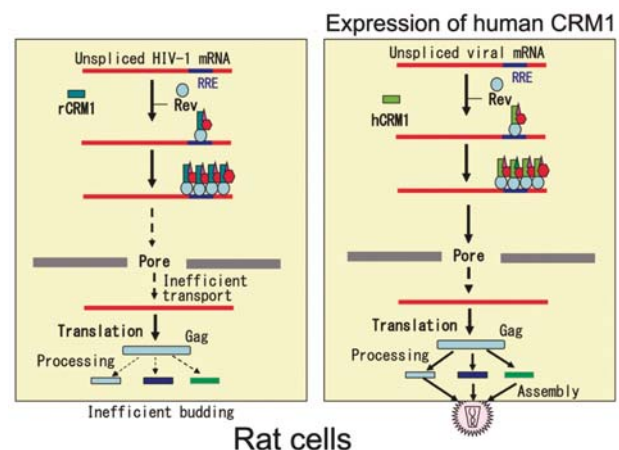 Expression of human CRM1
Unspliced HIV-1 mRNA
RRE
rCRM1
Rev
Pore
Inefficient
transport
Translation
Gag
Processing
Inefficient budding
Unspliced viral mRNA
RRE
hCRM1
Rev
Pore
Translation
Gag
Processing
Assembly
Rat cells